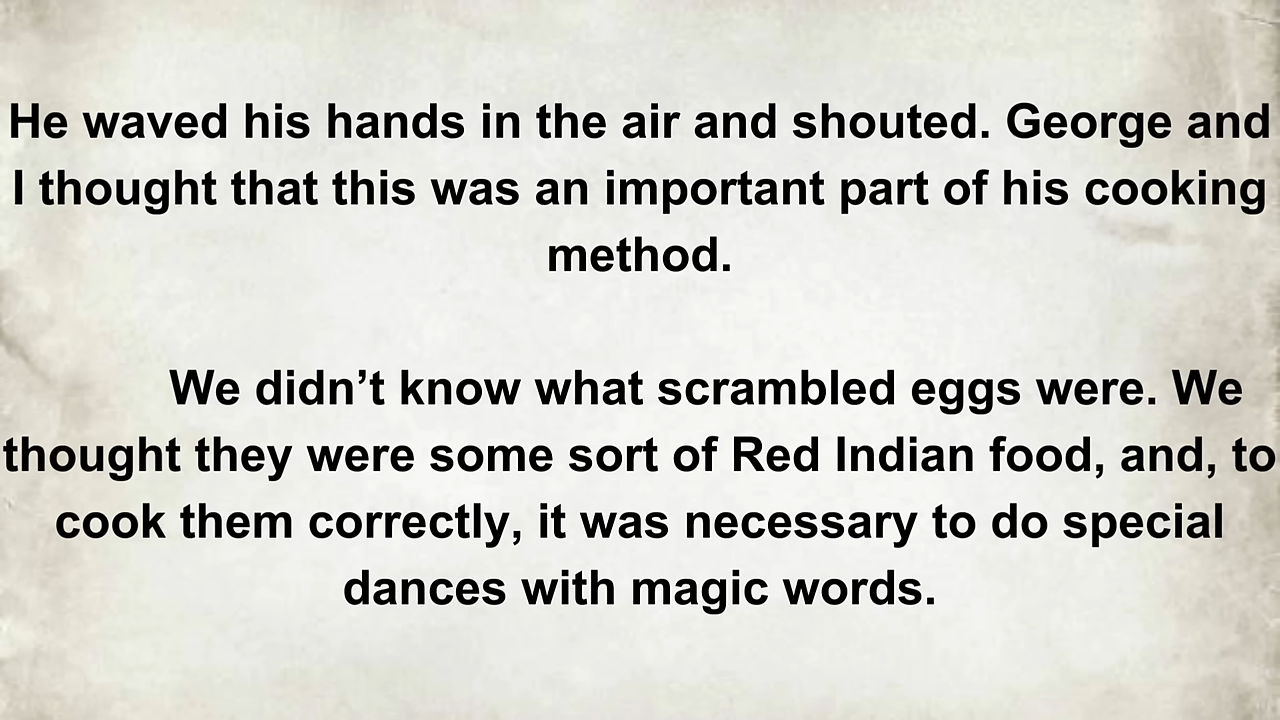 He waved his hands in the air and shouted. George and
I thought that this was an important part of his cooking
method.
We didn’t know what scrambled eggs were. We
thought they were some sort of Red Indian food, and, to
cook them correctly, it was necessary to do special
dances with magic words.